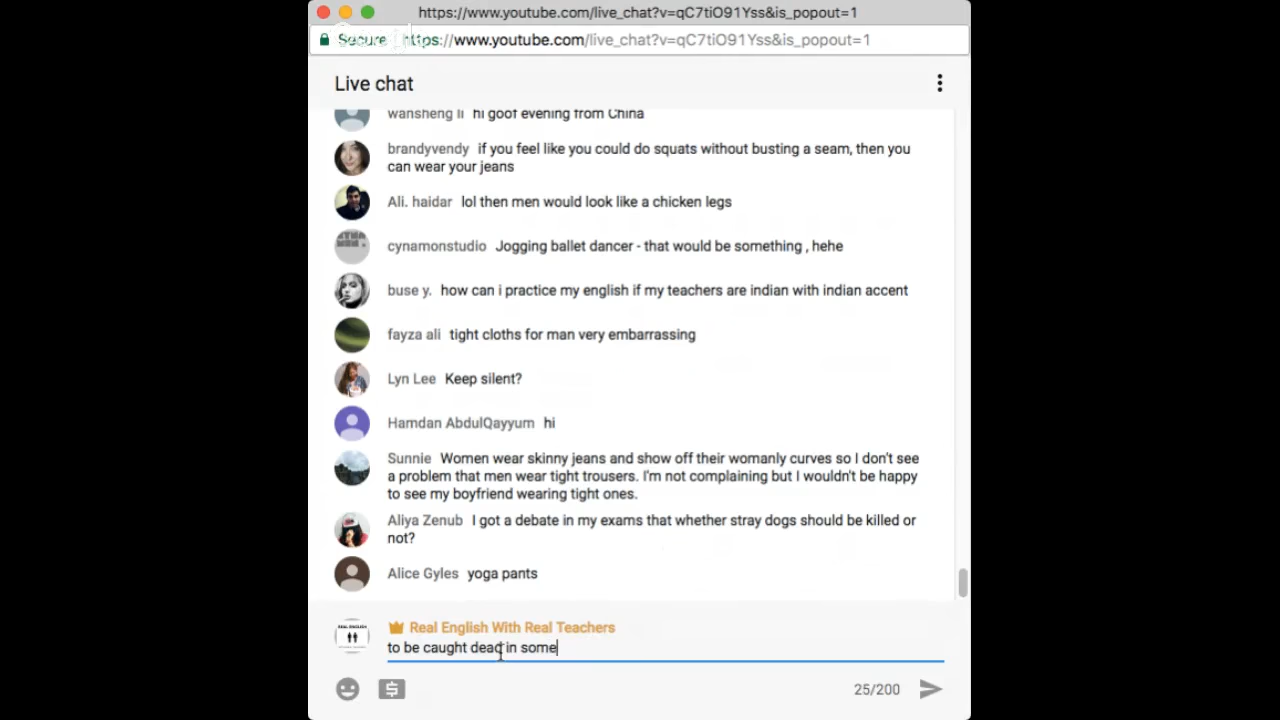 https://www.youtube.com/live_chat?v=qC7tiO91Yss&is_popout=1
Secure https://www.youtube.com/live_chat?v=qC7tiO91Yss&is_popout=1
Live chat
wansheng li hi goof evening from China
brandyvendy if you feel like you could do squats without busting a seam, then you
can wear your jeans
Ali. haidar lol then men would look like a chicken legs
cynamonstudio Jogging ballet dancer - that would be something , hehe
buse y. how can i practice my english if my teachers are indian with indian accent
fayza ali tight cloths for man very embarrassing
Lyn Lee Keep silent?
Hamdan AbdulQayyum hi
Sunnie Women wear skinny jeans and show off their womanly curves so I don't see
a problem that men wear tight trousers. I'm not complaining but I wouldn't be happy
to see my boyfriend wearing tight ones.
Aliya Zenub I got a debate in my exams that whether stray dogs should be killed or
not?
Alice Gyles yoga pants
REAL ENGLISH
Real English With Real Teachers
to be caught dead in some
25/200